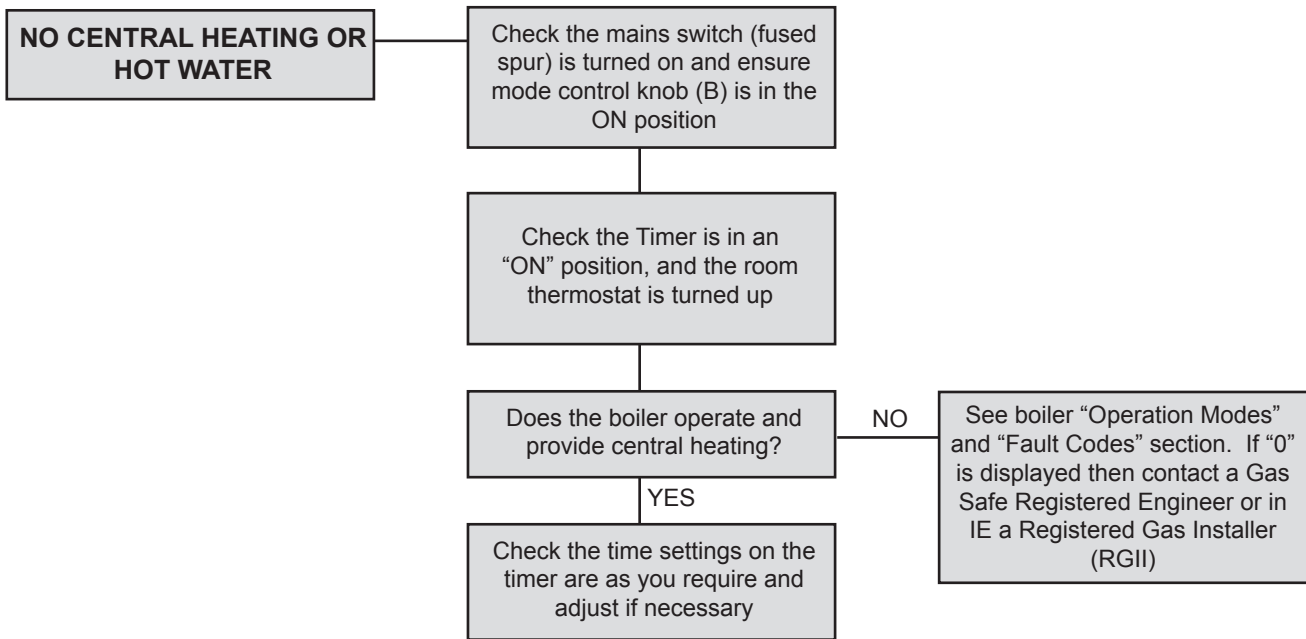 NO CENTRAL HEATING OR
HOT WATER
Check the mains switch (fused
spur) is turned on and ensure
mode control knob (B) is in the
ON position
Check the Timer is in an
“ON” position, and the room
thermostat is turned up
Does the boiler operate and
provide central heating?
NO
See boiler “Operation Modes”
and “Fault Codes” section. If “0”
is displayed then contact a Gas
Safe Registered Engineer or in
IE a Registered Gas Installer
(RGII)
YES
Check the time settings on the
timer are as you require and
adjust if necessary